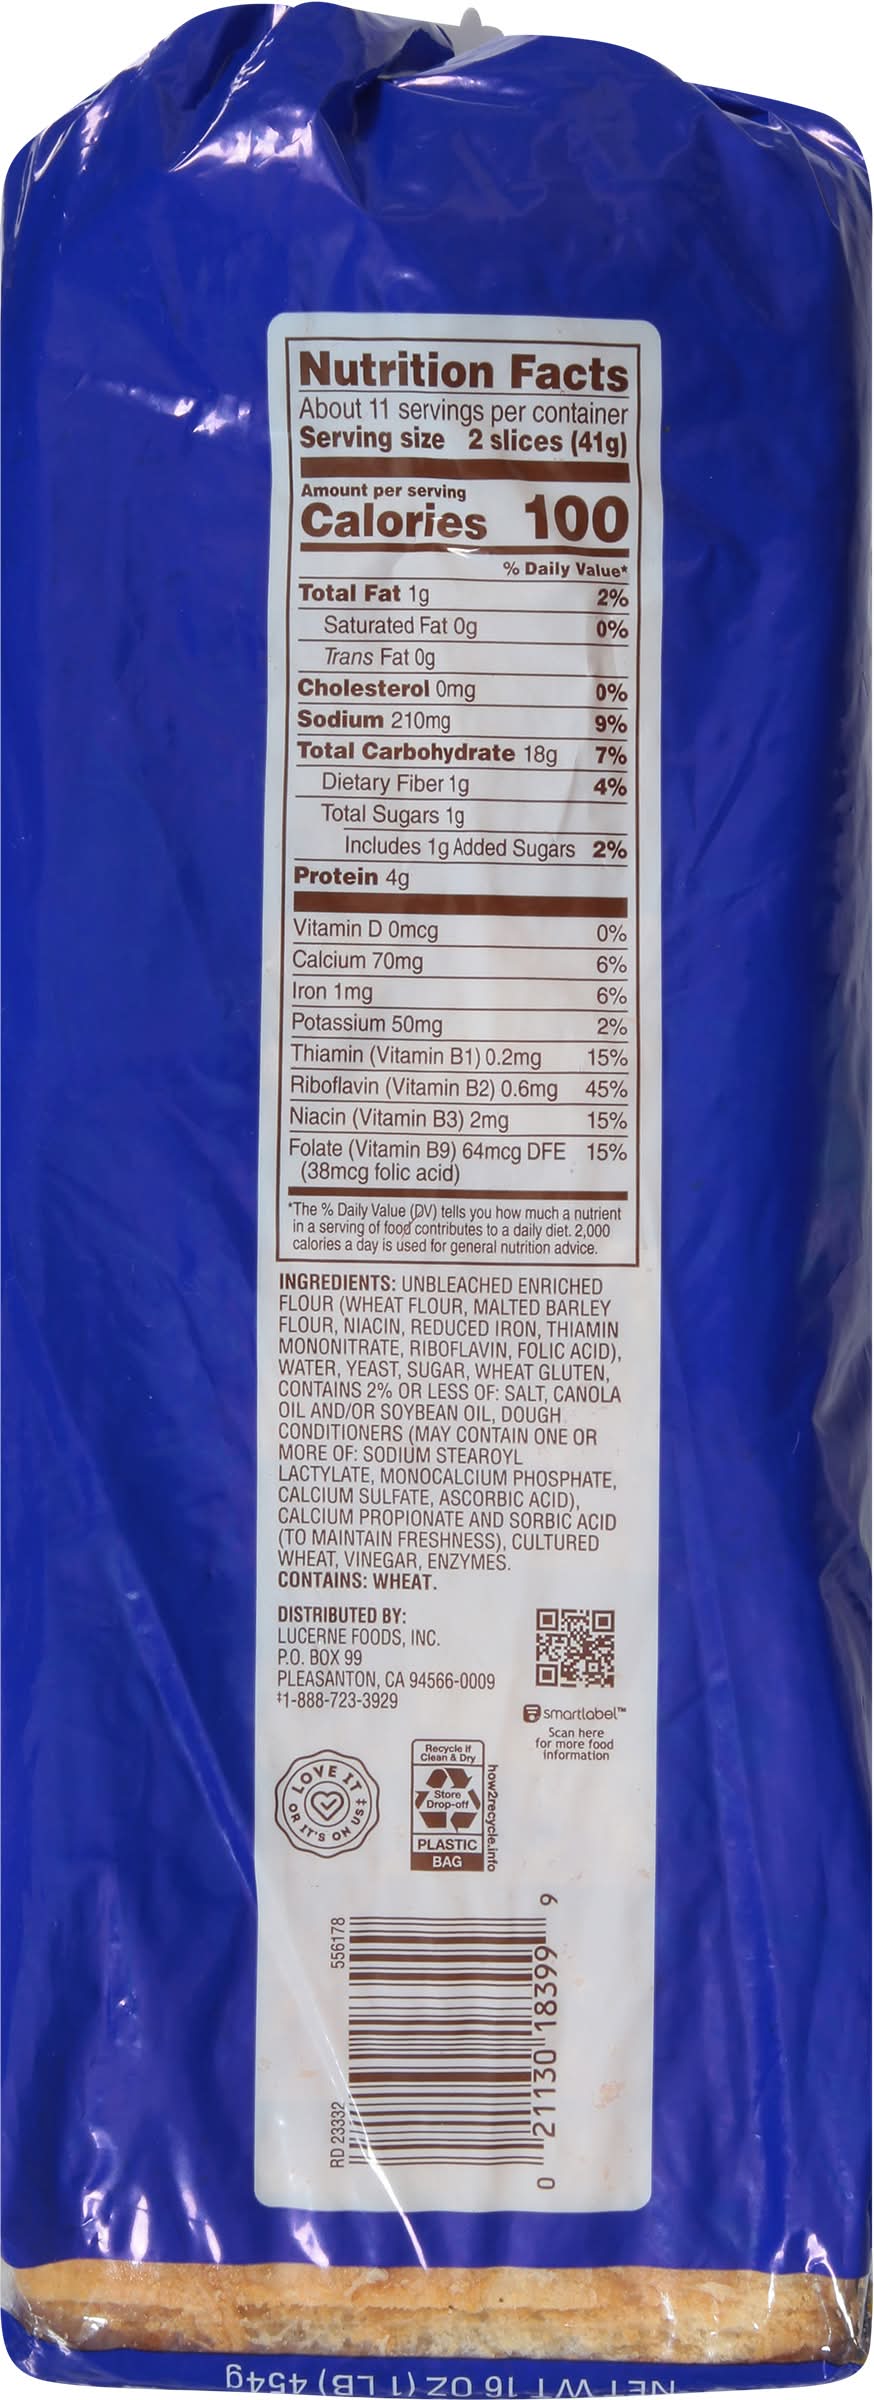 Nutrition Facts
About 11 servings per container
Serving size 2 slices (41g)
Amount per serving
Calories 100
% Daily Value*
Total Fat 1g 2%
Saturated Fat 0g 0%
Trans Fat 0g
Cholesterol 0mg 0%
Sodium 210mg 9%
Total Carbohydrate 18g 7%
Dietary Fiber 1g 4%
Total Sugars 1g
Includes 1g Added Sugars 2%
Protein 4g
Vitamin D 0mcg 0%
Calcium 70mg 6%
Iron 1mg 6%
Potassium 50mg 2%
Thiamin (Vitamin B1) 0.2mg 15%
Riboflavin (Vitamin B2) 0.6mg 45%
Niacin (Vitamin B3) 2mg 15%
Folate (Vitamin B9) 64mcg DFE 15%
(38mcg folic acid)
*The % Daily Value (DV) tells you how much a nutrient
in a serving of food contributes to a daily diet. 2,000
calories a day is used for general nutrition advice.
INGREDIENTS: UNBLEACHED ENRICHED
FLOUR (WHEAT FLOUR, MALTED BARLEY
FLOUR, NIACIN, REDUCED IRON, THIAMIN
MONONITRATE, RIBOFLAVIN, FOLIC ACID),
WATER, YEAST, SUGAR, WHEAT GLUTEN,
CONTAINS 2% OR LESS OF: SALT, CANOLA
OIL AND/OR SOYBEAN OIL, DOUGH
CONDITIONERS (MAY CONTAIN ONE OR
MORE OF: SODIUM STEAROYL
LACTYLATE, MONOCALCIUM PHOSPHATE,
CALCIUM SULFATE, ASCORBIC ACID),
CALCIUM PROPIONATE AND SORBIC ACID
(TO MAINTAIN FRESHNESS), CULTURED
WHEAT, VINEGAR, ENZYMES.
CONTAINS: WHEAT.
DISTRIBUTED BY:
LUCERNE FOODS, INC.
P.O. BOX 99
PLEASANTON, CA 94566-0009
‡1-888-723-3929
smartlabel™
Scan here
for more food
information
LOVE IT
OR IT'S ON US‡
Recycle if
Clean & Dry
Store
Drop-off
PLASTIC
BAG
how2recycle.info
RD 23332 556178
0 21130 18399 9
NET WT 16 OZ (1 LB) 454g